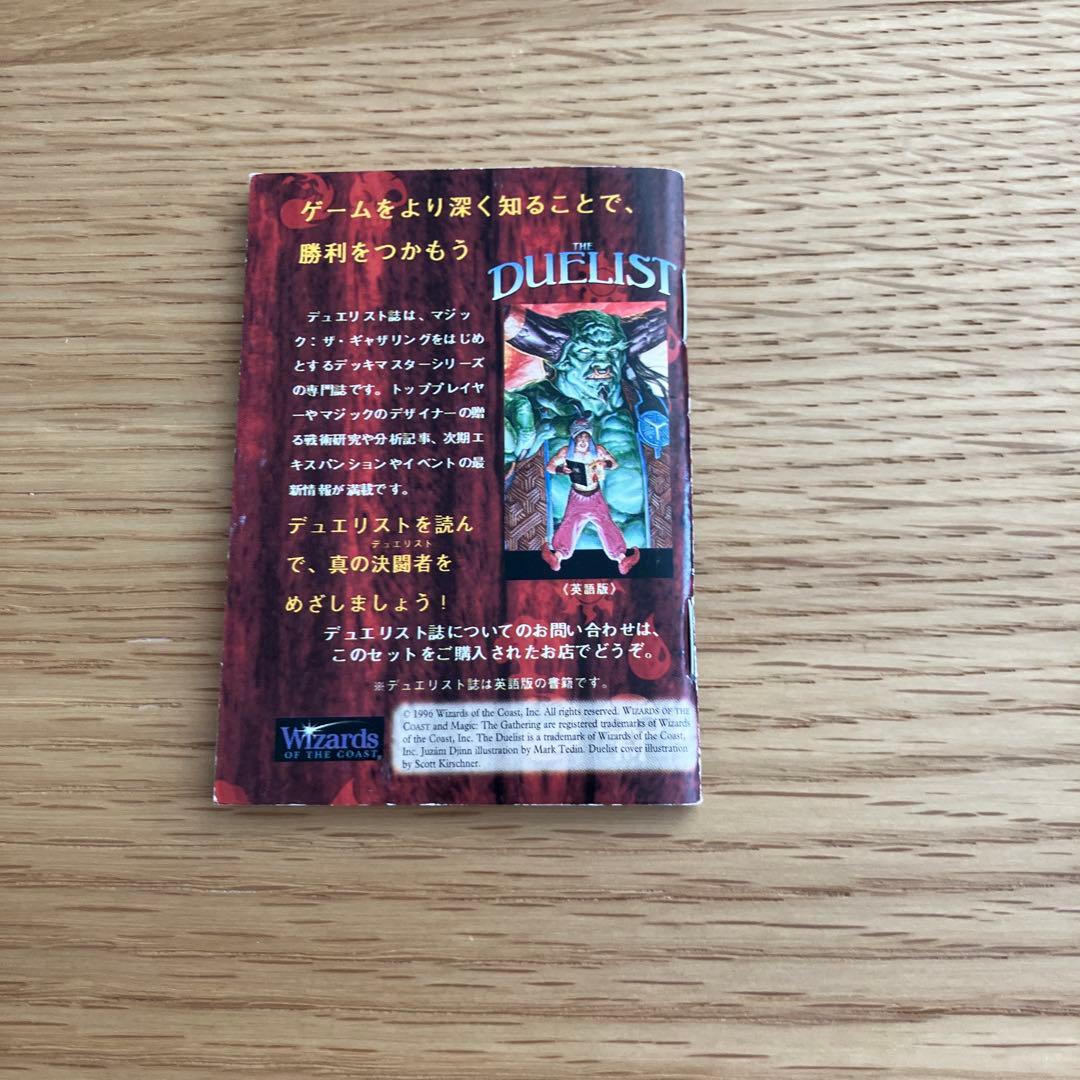 ゲームをより深く知ることで、
勝利をつかもう
THE
DUELIST
デュエリスト誌は、マジッ
ク：ザ・ギャザリングをはじめ
とするデッキマスターシリーズ
の専門誌です。トッププレイヤ
ーやマジックのデザイナーの贈
る戦術研究や分析記事、次期エ
キスパンションやイベントの最
新情報が満載です。
デュエリストを読ん
デュエリスト
で、真の決闘者を
めざしましょう！
《英語版》
デュエリスト誌についてのお問い合わせは、
このセットをご購入されたお店でどうぞ。
※デュエリスト誌は英語版の書籍です。
Wizards
OF THE COAST®
© 1996 Wizards of the Coast, Inc. All rights reserved. WIZARDS OF THE
COAST and Magic: The Gathering are registered trademarks of Wizards
of the Coast, Inc. The Duelist is a trademark of Wizards of the Coast,
Inc. Juzám Djinn illustration by Mark Tedin. Duelist cover illustration
by Scott Kirschner.